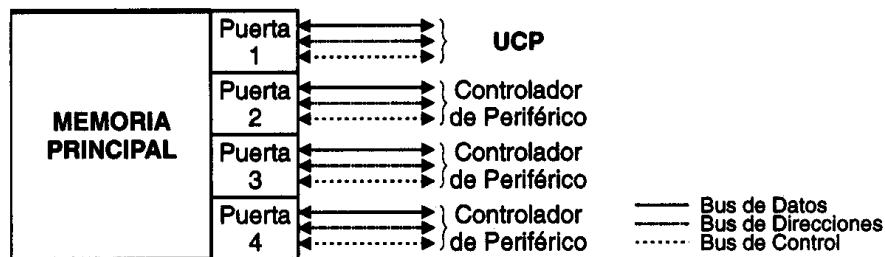 MEMORIA
PRINCIPAL
Puerta
1
UCP
Puerta
2
Controlador
de Periférico
Puerta
3
Controlador
de Periférico
Puerta
4
Controlador
de Periférico
Bus de Datos
Bus de Direcciones
Bus de Control